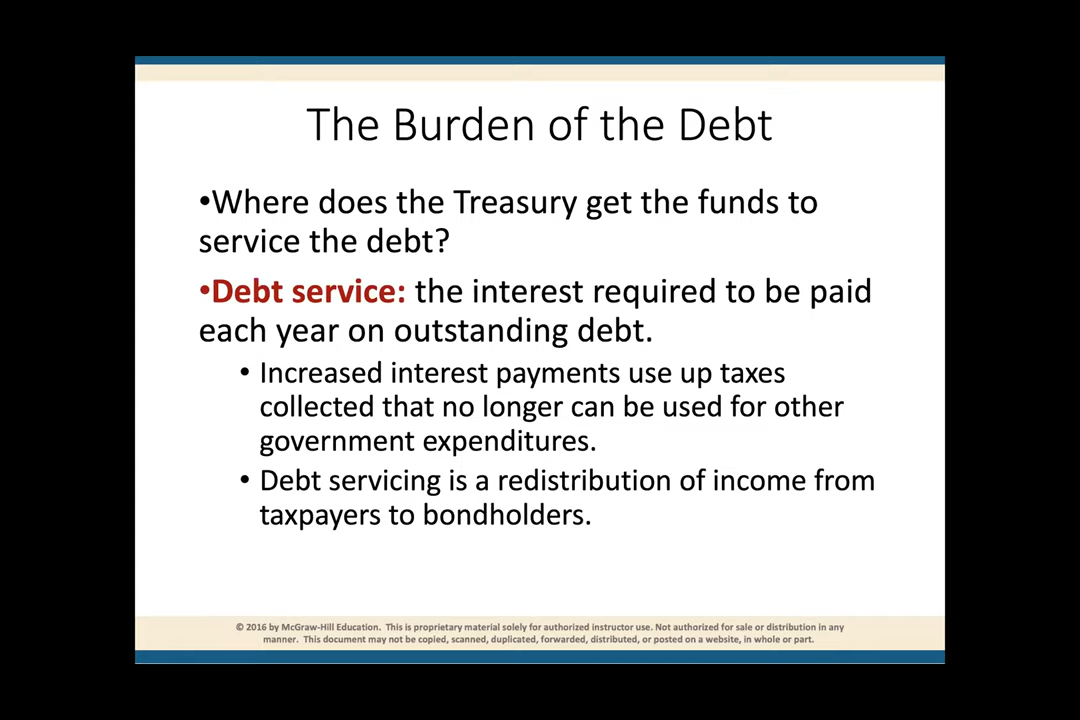 The Burden of the Debt
•Where does the Treasury get the funds to
service the debt?
•Debt service: the interest required to be paid
each year on outstanding debt.
• Increased interest payments use up taxes
collected that no longer can be used for other
government expenditures.
• Debt servicing is a redistribution of income from
taxpayers to bondholders.
© 2016 by McGraw-Hill Education. This is proprietary material solely for authorized instructor use. Not authorized for sale or distribution in any
manner. This document may not be copied, scanned, duplicated, forwarded, distributed, or posted on a website, in whole or part.